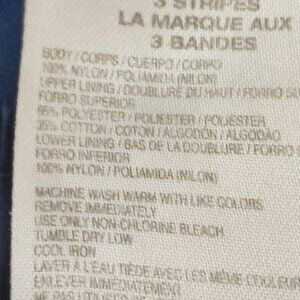 3 STRIPES
LA MARQUE AUX
3 BANDES
BODY / CORPS / CUERPO / CORPO
100% NYLON / POLIAMIDA (NILON)
UPPER LINING / DOUBLURE DU HAUT / FORRO SU
FORRO SUPERIOR
65% POLYESTER / POLIESTER / POLIESTER
35% COTTON / COTON / ALGODON / ALGODÃO
LOWER LINING / BAS DE LA DOUBLURE / FORRO
FORRO INFERIOR
100% NYLON / POLIAMIDA (NILON)
MACHINE WASH WARM WITH LIKE COLORS
REMOVE IMMEDIATELY
USE ONLY NON-CHLORINE BLEACH
TUMBLE DRY LOW
COOL IRON
LAVER À L'EAU TIÈDE AVEC LES MÊME COULEUR
ENLEVER IMMÉDIATEMENT